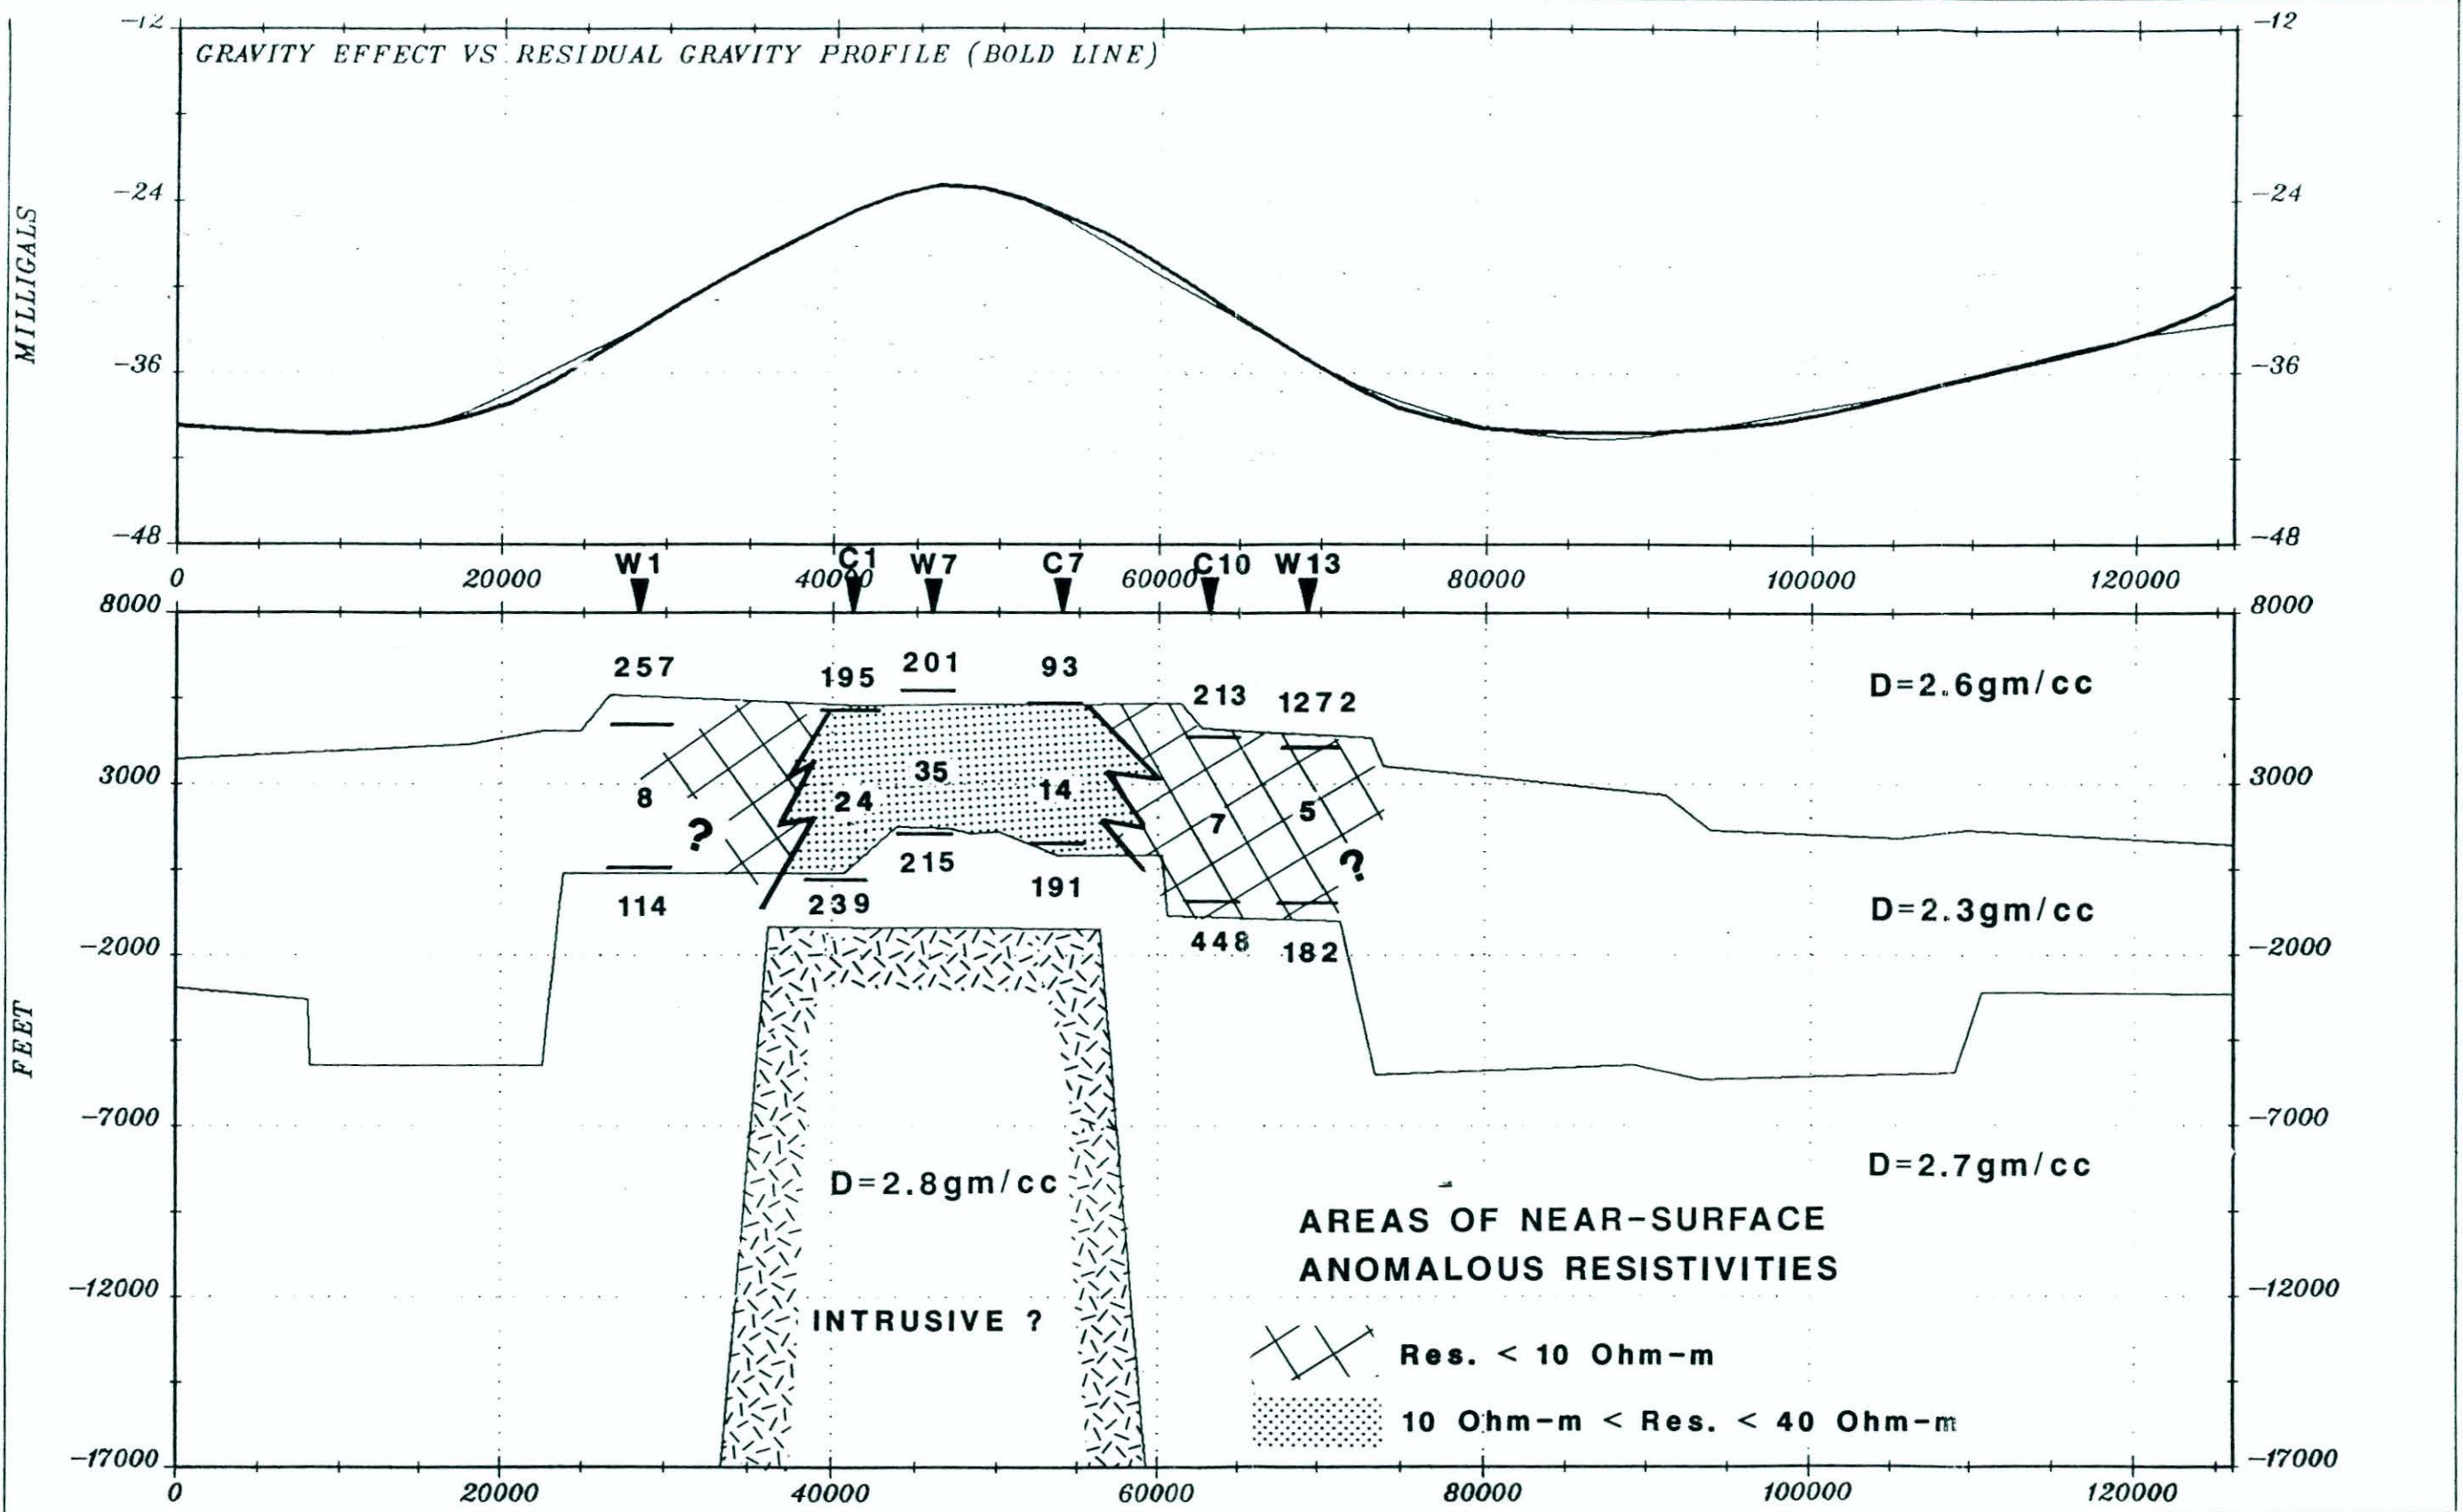 -12 -12
GRAVITY EFFECT VS RESIDUAL GRAVITY PROFILE (BOLD LINE)
-24 -24
MILLIGALS
-36 -36
-48 -48
W1 C1 W7 C7 C10 W13
0 20000 40000 60000 80000 100000 120000
8000 8000
257 195 201 93 213 1272 D=2.6gm/cc
3000 3000
8 24 35 14 7 5
? ?
215
114 239 191 D=2.3gm/cc
448 182
-2000 -2000
FEET
-7000 -7000
D=2.8gm/cc D=2.7gm/cc
AREAS OF NEAR-SURFACE
ANOMALOUS RESISTIVITIES
-12000 -12000
INTRUSIVE ?
Res. < 10 Ohm-m
10 Ohm-m < Res. < 40 Ohm-m
-17000 -17000
0 20000 40000 60000 80000 100000 120000